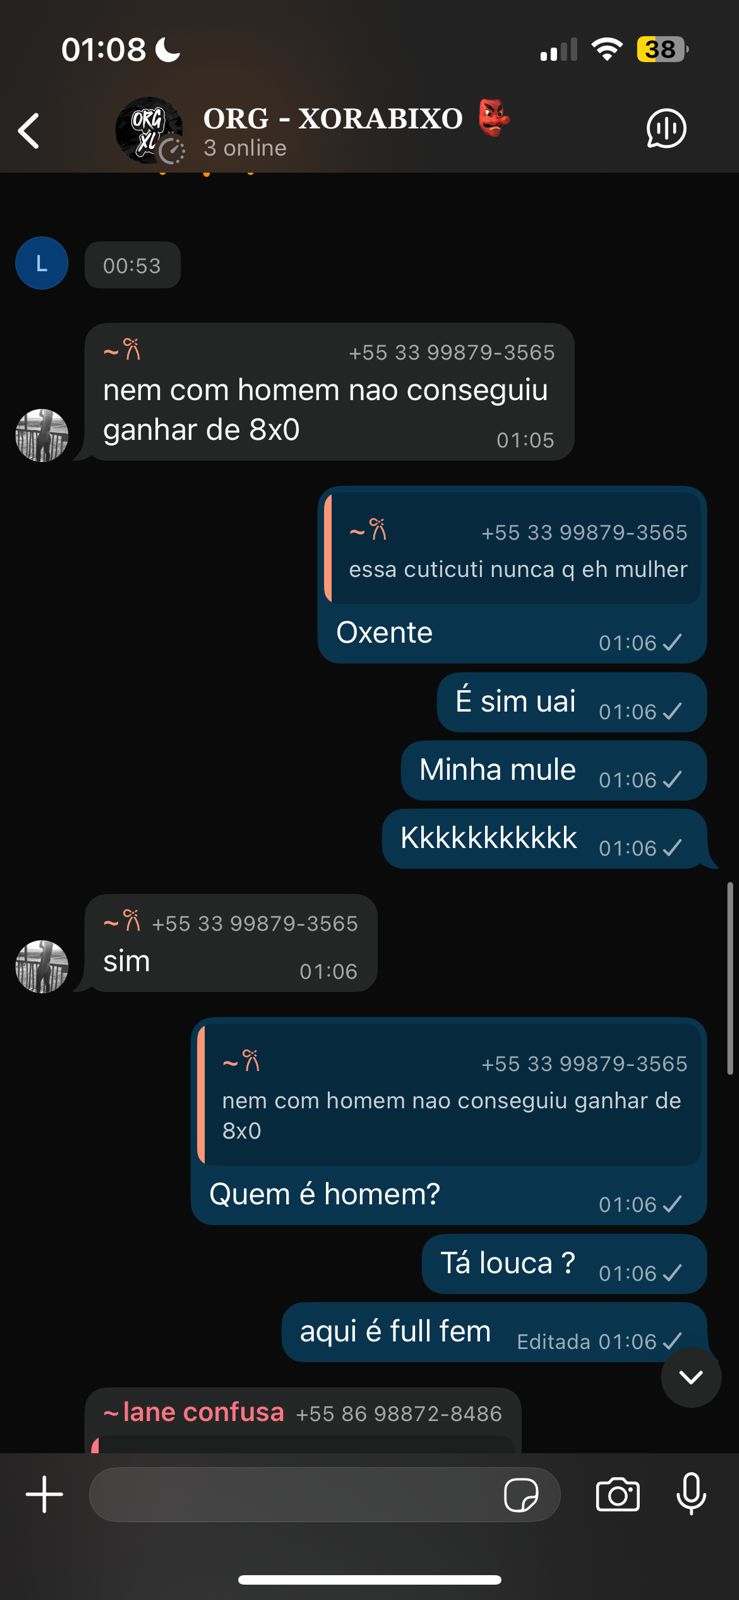 01:08
38
ORG
XL
ORG - XORABIXO
3 online
L
00:53
~ +55 33 99879-3565
nem com homem nao conseguiu
ganhar de 8x0
01:05
~ +55 33 99879-3565
essa cuticuti nunca q eh mulher
Oxente
01:06
É sim uai
01:06
Minha mule
01:06
Kkkkkkkkkkk
01:06
~ +55 33 99879-3565
sim
01:06
~ +55 33 99879-3565
nem com homem nao conseguiu ganhar de
8x0
Quem é homem?
01:06
Tá louca ?
01:06
aqui é full fem
Editada 01:06
~lane confusa +55 86 98872-8486